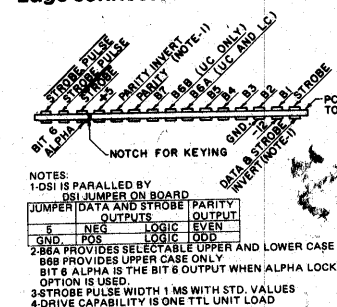 STROBE PULSE
STROBE PULSE
STROBE
+5
PARITY INVERT
(NOTE-1)
PARITY
B7
B6B (UC ONLY)
B6A (UC AND LC)
B5
B4
B3
B2
B1
STROBE
BIT 6
ALPHA
GND
-12
DATA & STROBE
INVERT (NOTE-1)
NOTCH FOR KEYING
NOTES:
1-DSI IS PARALLED BY
DSI JUMPER ON BOARD
JUMPER DATA AND STROBE PARITY
OUTPUTS OUTPUT
5 NEG LOGIC EVEN
GND. POS LOGIC ODD
2-B6A PROVIDES SELECTABLE UPPER AND LOWER CASE
B6B PROVIDES UPPER CASE ONLY
BIT 6 ALPHA IS THE BIT 6 OUTPUT WHEN ALPHA LOCK
OPTION IS USED.
3-STROBE PULSE WIDTH 1 MS WITH STD. VALUES
4-DRIVE CAPABILITY IS ONE TTL UNIT LOAD